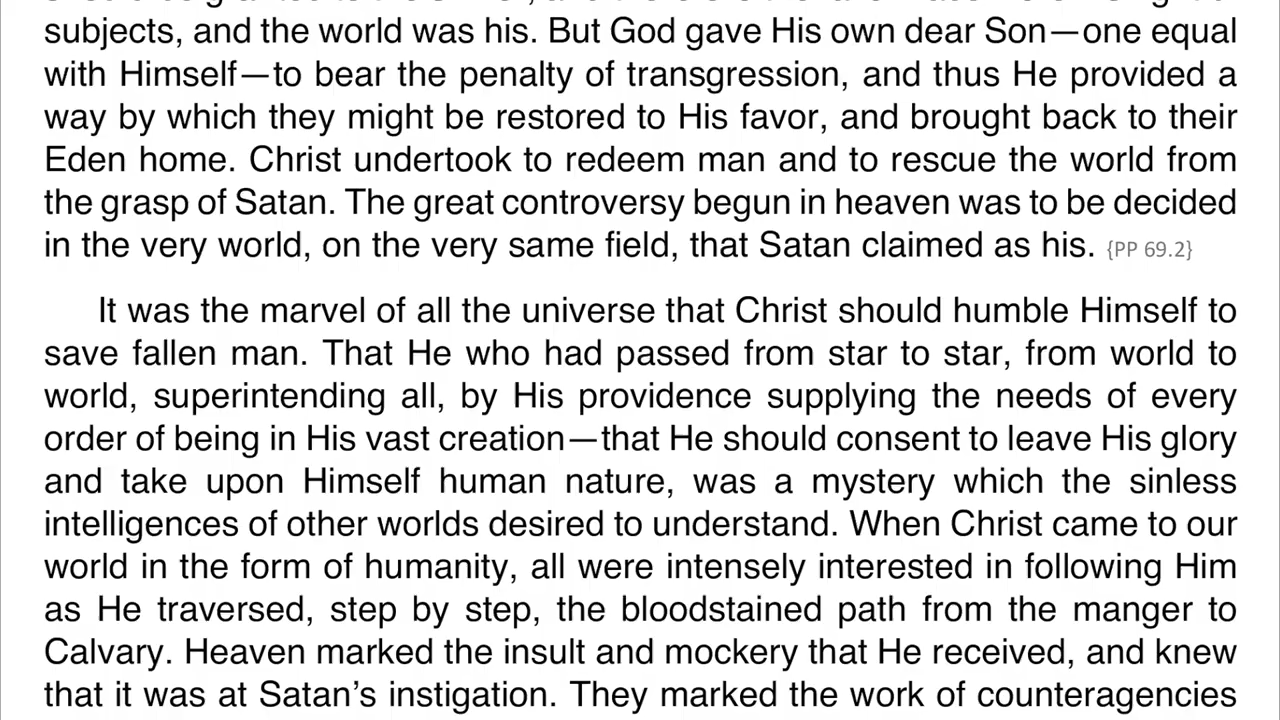 subjects, and the world was his. But God gave His own dear Son—one equal
with Himself—to bear the penalty of transgression, and thus He provided a
way by which they might be restored to His favor, and brought back to their
Eden home. Christ undertook to redeem man and to rescue the world from
the grasp of Satan. The great controversy begun in heaven was to be decided
in the very world, on the very same field, that Satan claimed as his. {PP 69.2}
It was the marvel of all the universe that Christ should humble Himself to
save fallen man. That He who had passed from star to star, from world to
world, superintending all, by His providence supplying the needs of every
order of being in His vast creation—that He should consent to leave His glory
and take upon Himself human nature, was a mystery which the sinless
intelligences of other worlds desired to understand. When Christ came to our
world in the form of humanity, all were intensely interested in following Him
as He traversed, step by step, the bloodstained path from the manger to
Calvary. Heaven marked the insult and mockery that He received, and knew
that it was at Satan’s instigation. They marked the work of counteragencies